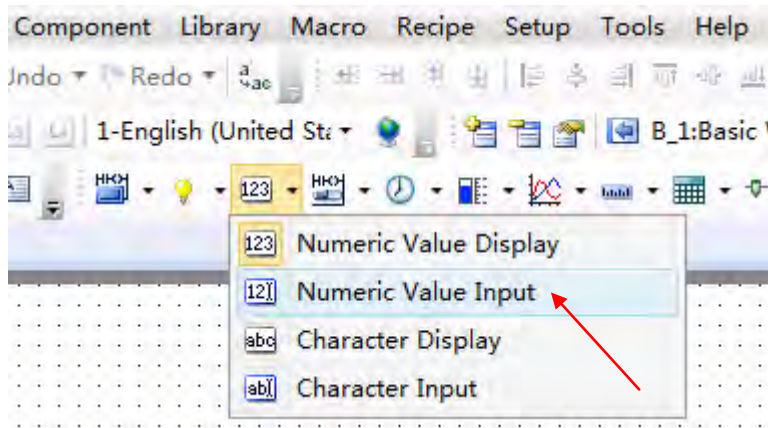 Component Library Macro Recipe Setup Tools Help
Undo Redo
1-English (United Sta B_1:Basic
123
Numeric Value Display
Numeric Value Input
Character Display
Character Input